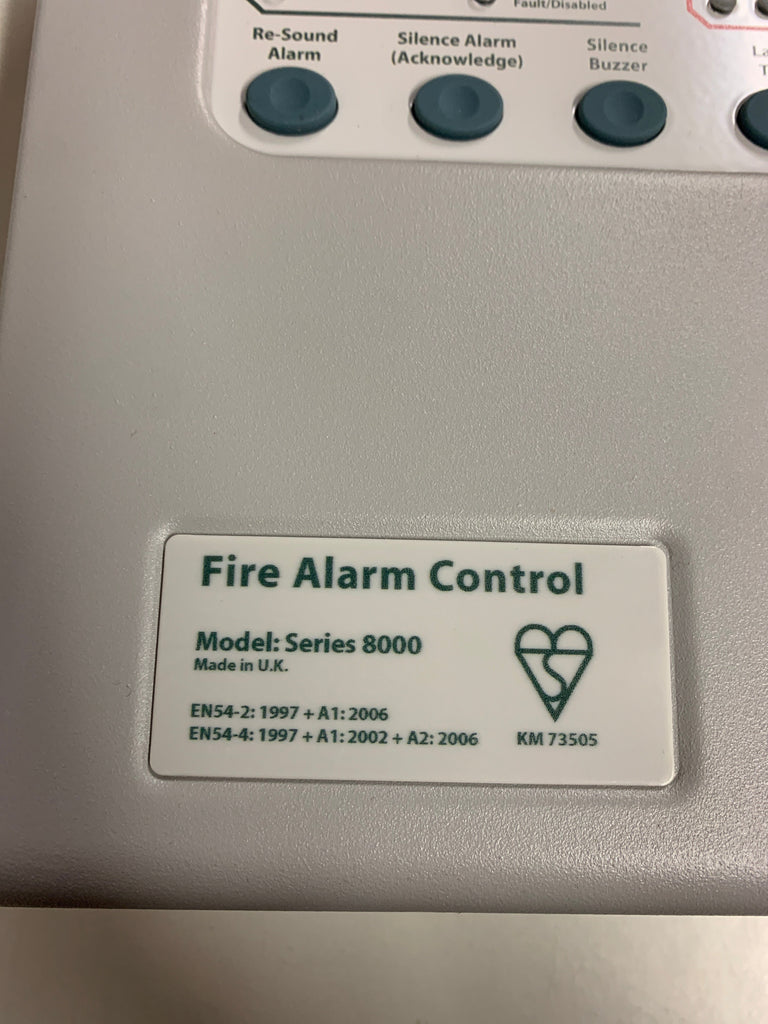 Fault/Disabled
Re-Sound
Alarm
Silence Alarm
(Acknowledge)
Silence
Buzzer
Fire Alarm Control
Model: Series 8000
Made in U.K.
EN54-2: 1997 + A1: 2006
EN54-4: 1997 + A1: 2002 + A2: 2006
KM 73505